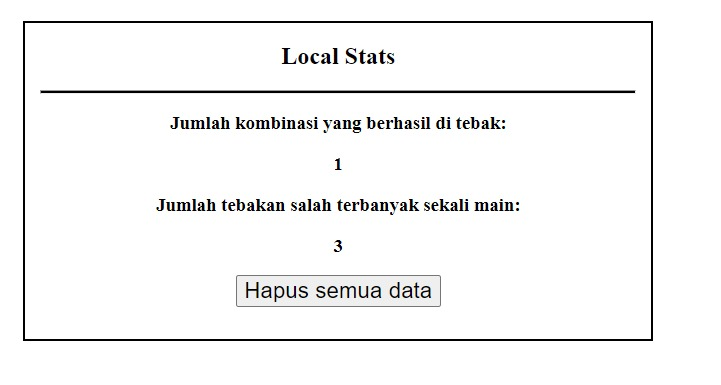 Local Stats
Jumlah kombinasi yang berhasil di tebak:
1
Jumlah tebakan salah terbanyak sekali main:
3
Hapus semua data